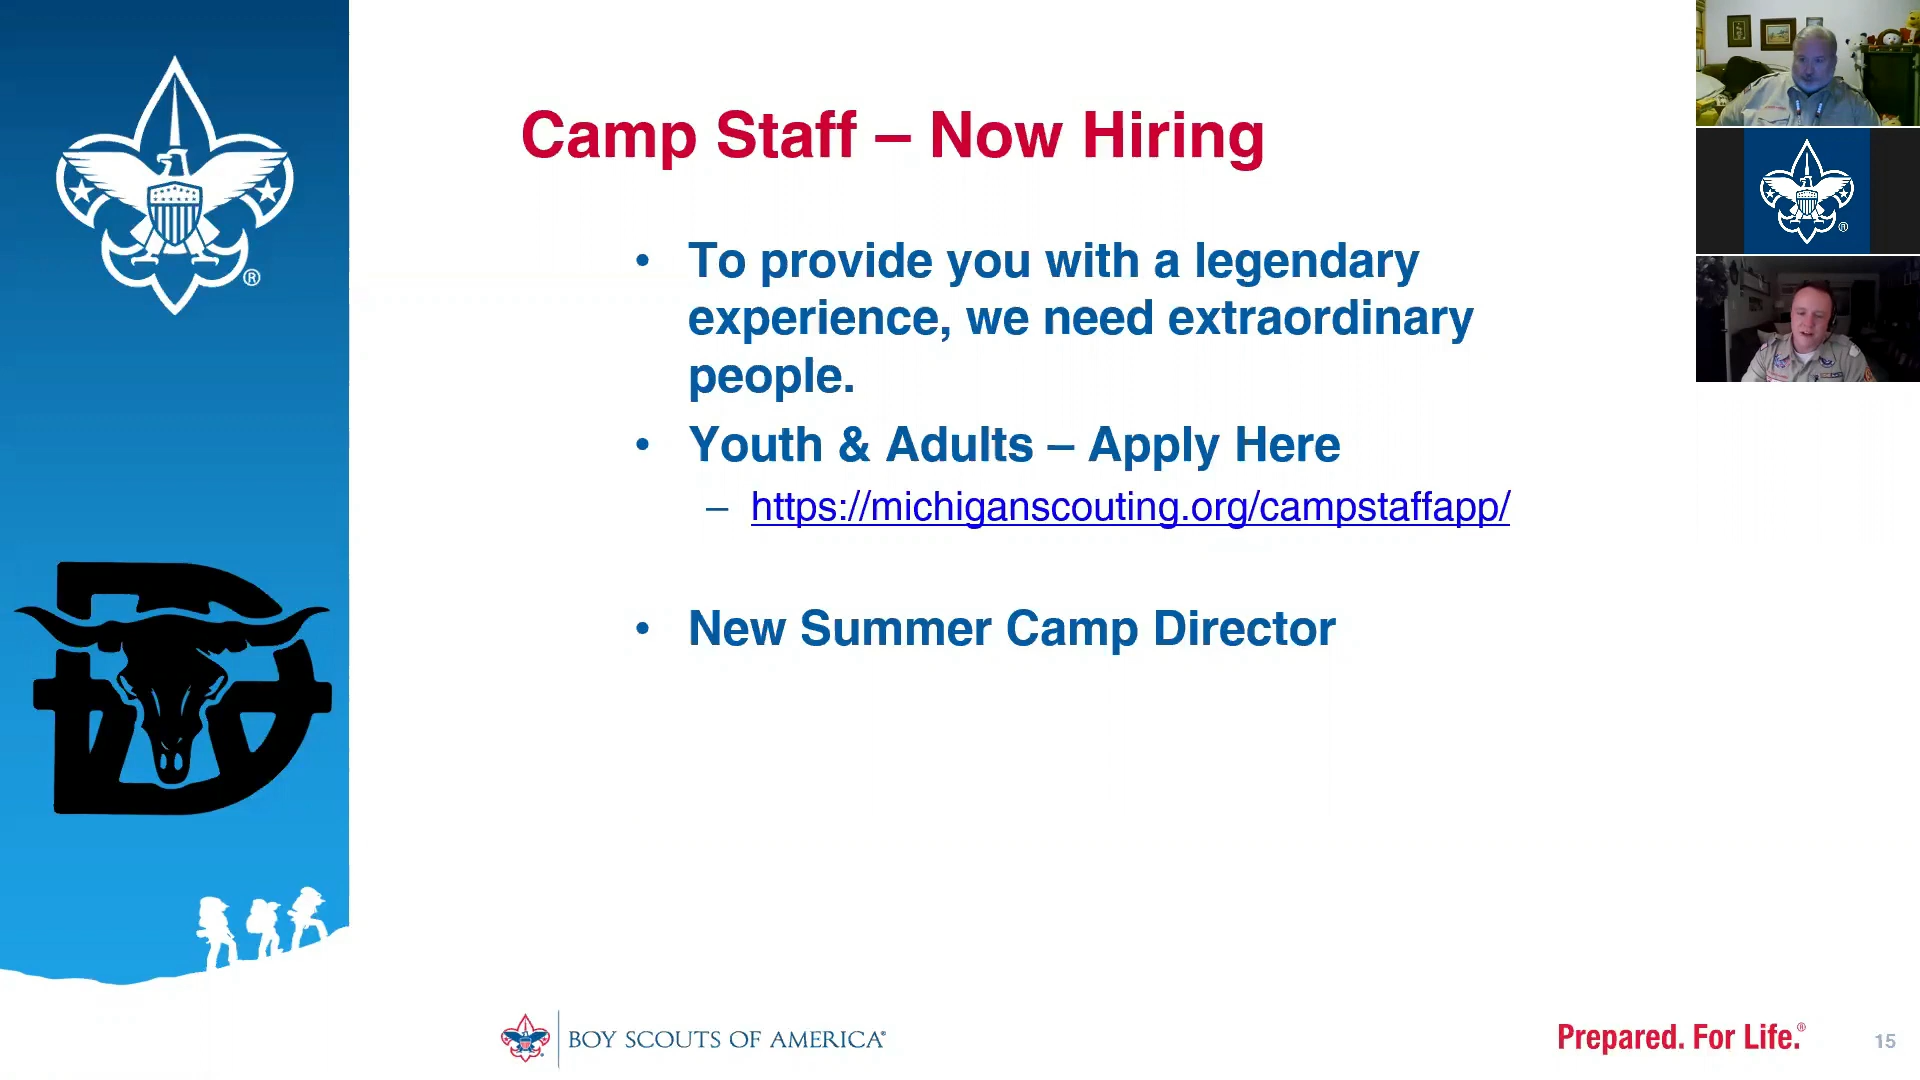 Camp Staff – Now Hiring
• To provide you with a legendary
experience, we need extraordinary
people.
• Youth & Adults – Apply Here
– https://michiganscouting.org/campstaffapp/
• New Summer Camp Director
®
D
®
BOY SCOUTS OF AMERICA®
Prepared. For Life.®
15